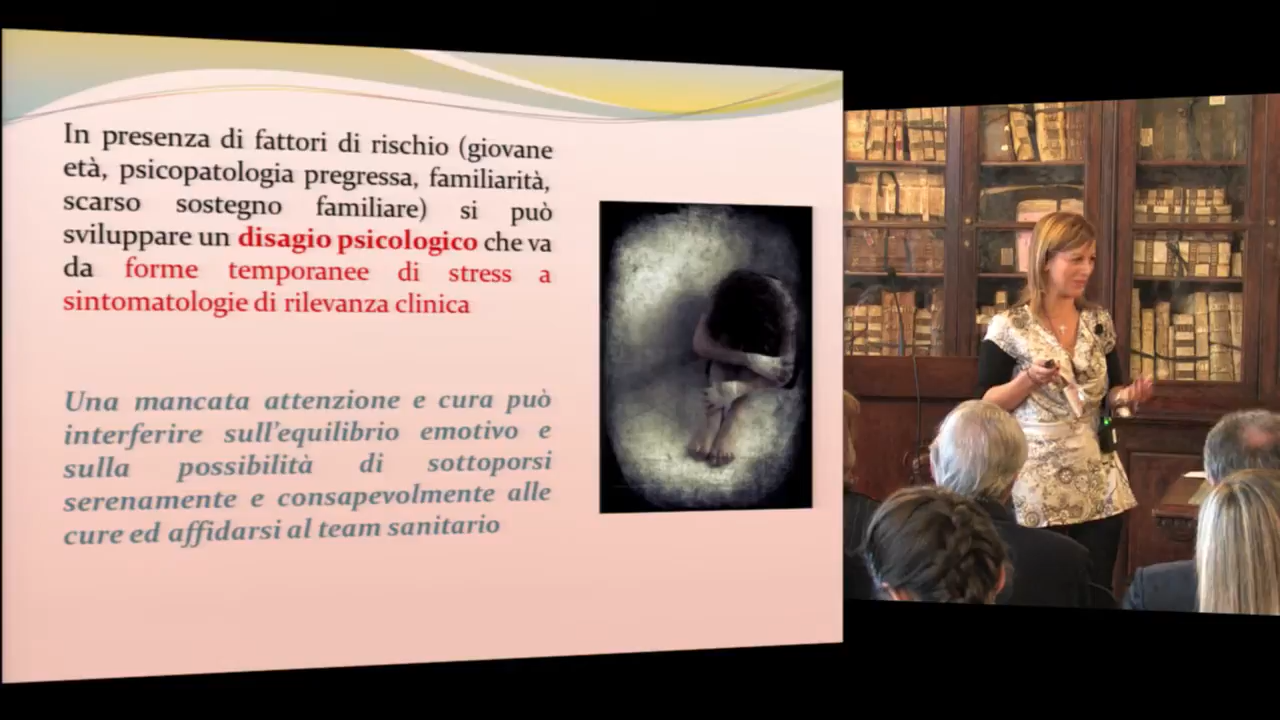 In presenza di fattori di rischio (giovane
età, psicopatologia pregressa, familiarità,
scarso sostegno familiare) si può
sviluppare un disagio psicologico che va
da forme temporanee di stress a
sintomatologie di rilevanza clinica
Una mancata attenzione e cura può
interferire sull'equilibrio emotivo e
sulla possibilità di sottoporsi
serenamente e consapevolmente alle
cure ed affidarsi al team sanitario